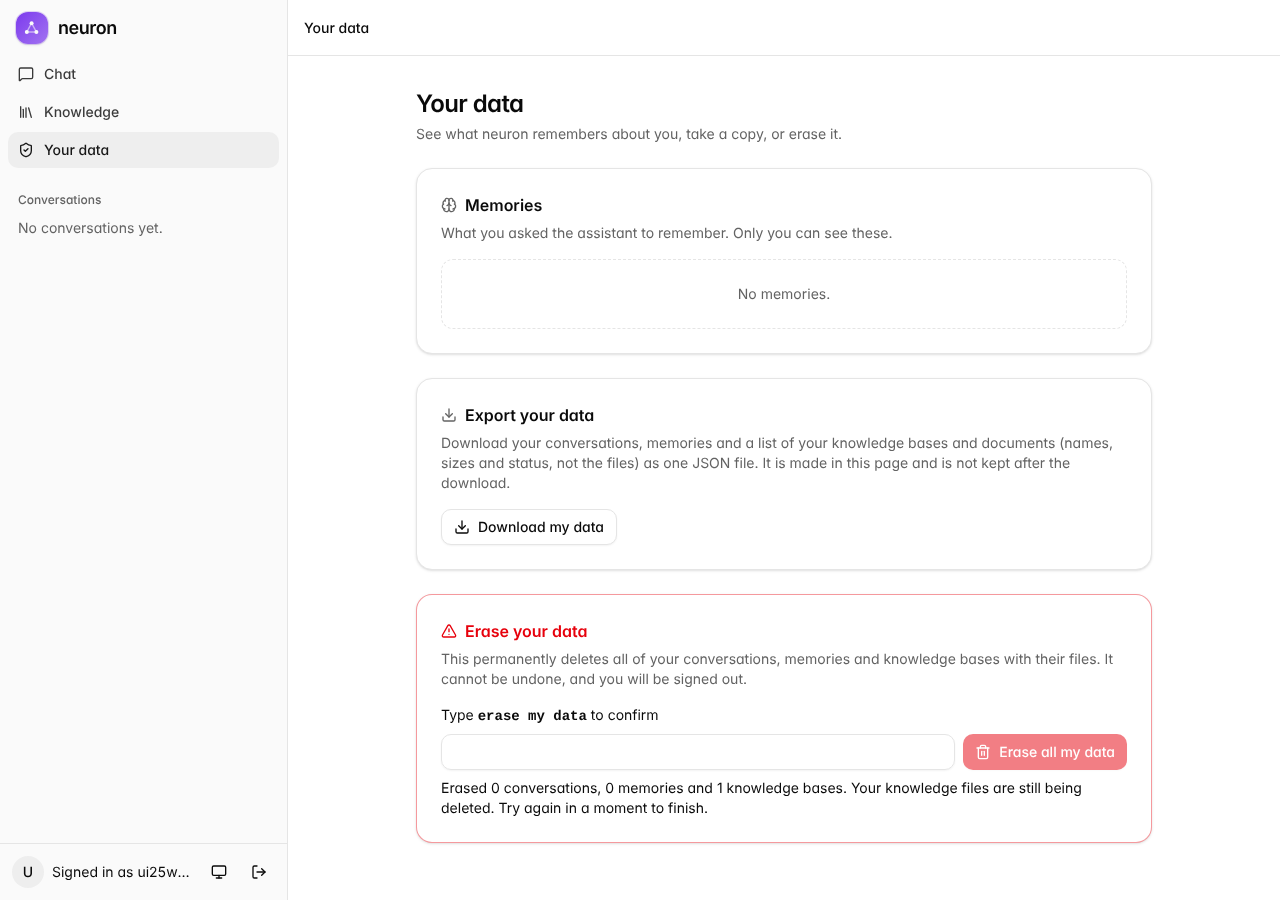 neuron
Chat
Knowledge
Your data
Conversations
No conversations yet.
U
Signed in as ui25w...
Your data
Your data
See what neuron remembers about you, take a copy, or erase it.
Memories
What you asked the assistant to remember. Only you can see these.
No memories.
Export your data
Download your conversations, memories and a list of your knowledge bases and documents (names,
sizes and status, not the files) as one JSON file. It is made in this page and is not kept after the
download.
Download my data
Erase your data
This permanently deletes all of your conversations, memories and knowledge bases with their files. It
cannot be undone, and you will be signed out.
Type erase my data to confirm
Erase all my data
Erased 0 conversations, 0 memories and 1 knowledge bases. Your knowledge files are still being
deleted. Try again in a moment to finish.